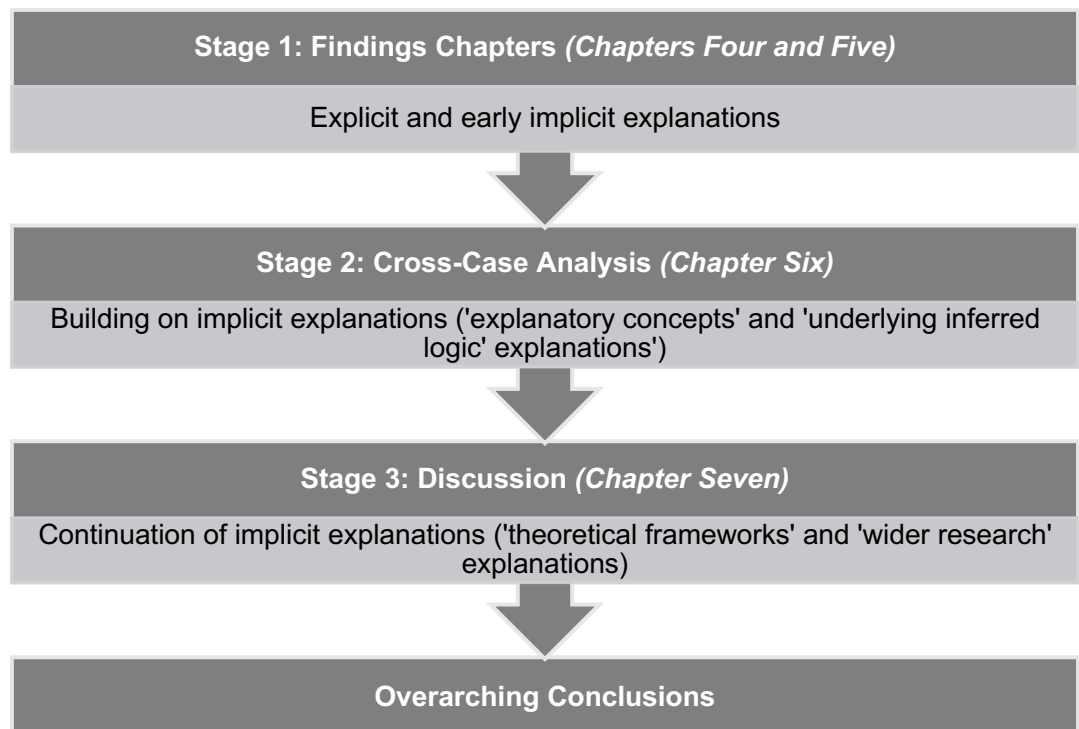 Stage 1: Findings Chapters (Chapters Four and Five)
Explicit and early implicit explanations
Stage 2: Cross-Case Analysis (Chapter Six)
Building on implicit explanations ('explanatory concepts' and 'underlying inferred
logic' explanations')
Stage 3: Discussion (Chapter Seven)
Continuation of implicit explanations ('theoretical frameworks' and 'wider research'
explanations)
Overarching Conclusions